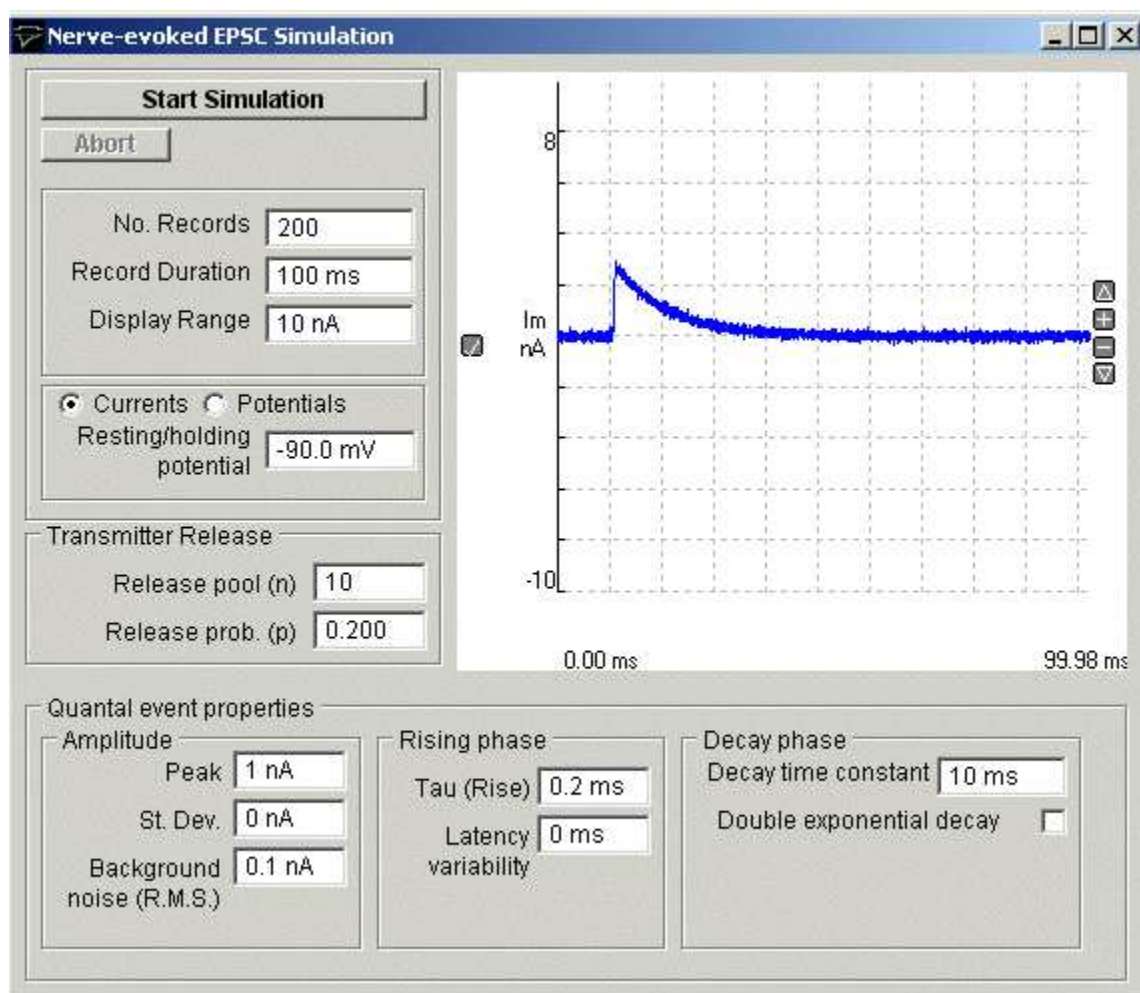 Nerve-evoked EPSC Simulation
Start Simulation
Abort
No. Records 200
Record Duration 100 ms
Display Range 10 nA
Currents Potentials
Resting/holding
potential -90.0 mV
Transmitter Release
Release pool (n) 10
Release prob. (p) 0.200
8
Im
nA
-10
0.00 ms 99.98 ms
Quantal event properties
Amplitude
Peak 1 nA
St. Dev. 0 nA
Background
noise (R.M.S.) 0.1 nA
Rising phase
Tau (Rise) 0.2 ms
Latency
variability 0 ms
Decay phase
Decay time constant 10 ms
Double exponential decay